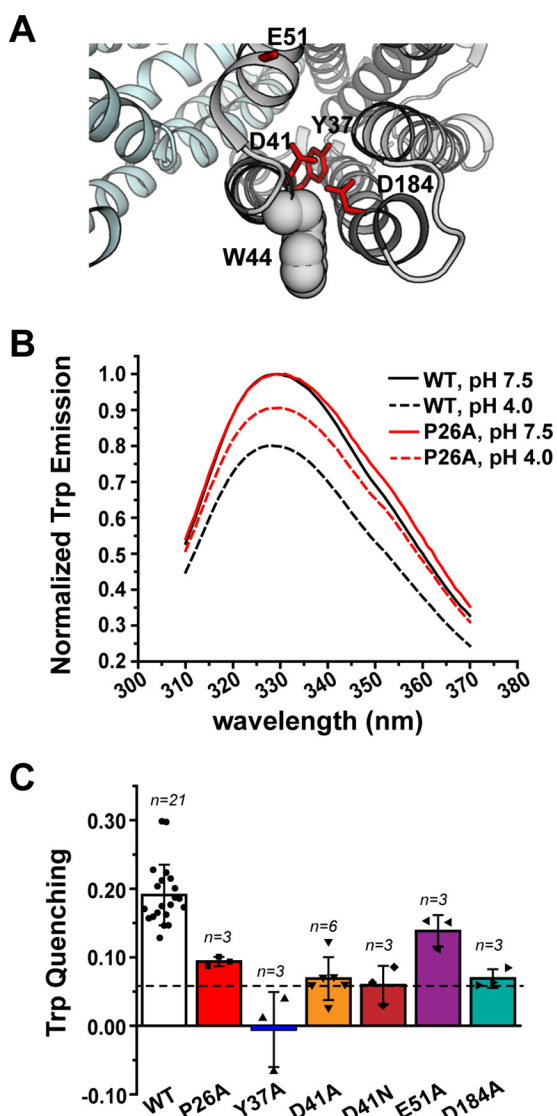 A
E51
D41 Y37
D184
W44
B
Normalized Trp Emission
1.0
0.9
0.8
0.7
0.6
0.5
0.4
0.3
0.2
WT, pH 7.5
WT, pH 4.0
P26A, pH 7.5
P26A, pH 4.0
300 310 320 330 340 350 360 370 380
wavelength (nm)
C
Trp Quenching
0.30
0.20
0.10
0.00
-0.10
n=21
n=3
n=3
n=6
n=3
n=3
n=3
WT P26A Y37A D41A D41N E51A D184A